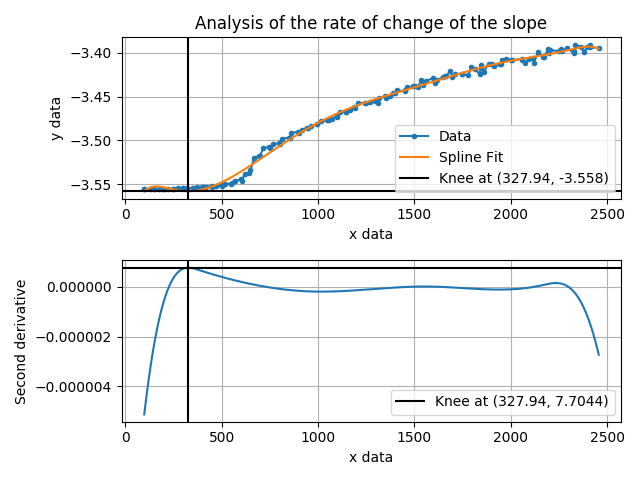 Analysis of the rate of change of the slope
−3.40
−3.45
−3.50
−3.55
y data
Data
Spline Fit
Knee at (327.94, -3.558)
0 500 1000 1500 2000 2500
x data
0.000000
−0.000002
−0.000004
Second derivative
Knee at (327.94, 7.7044)
0 500 1000 1500 2000 2500
x data